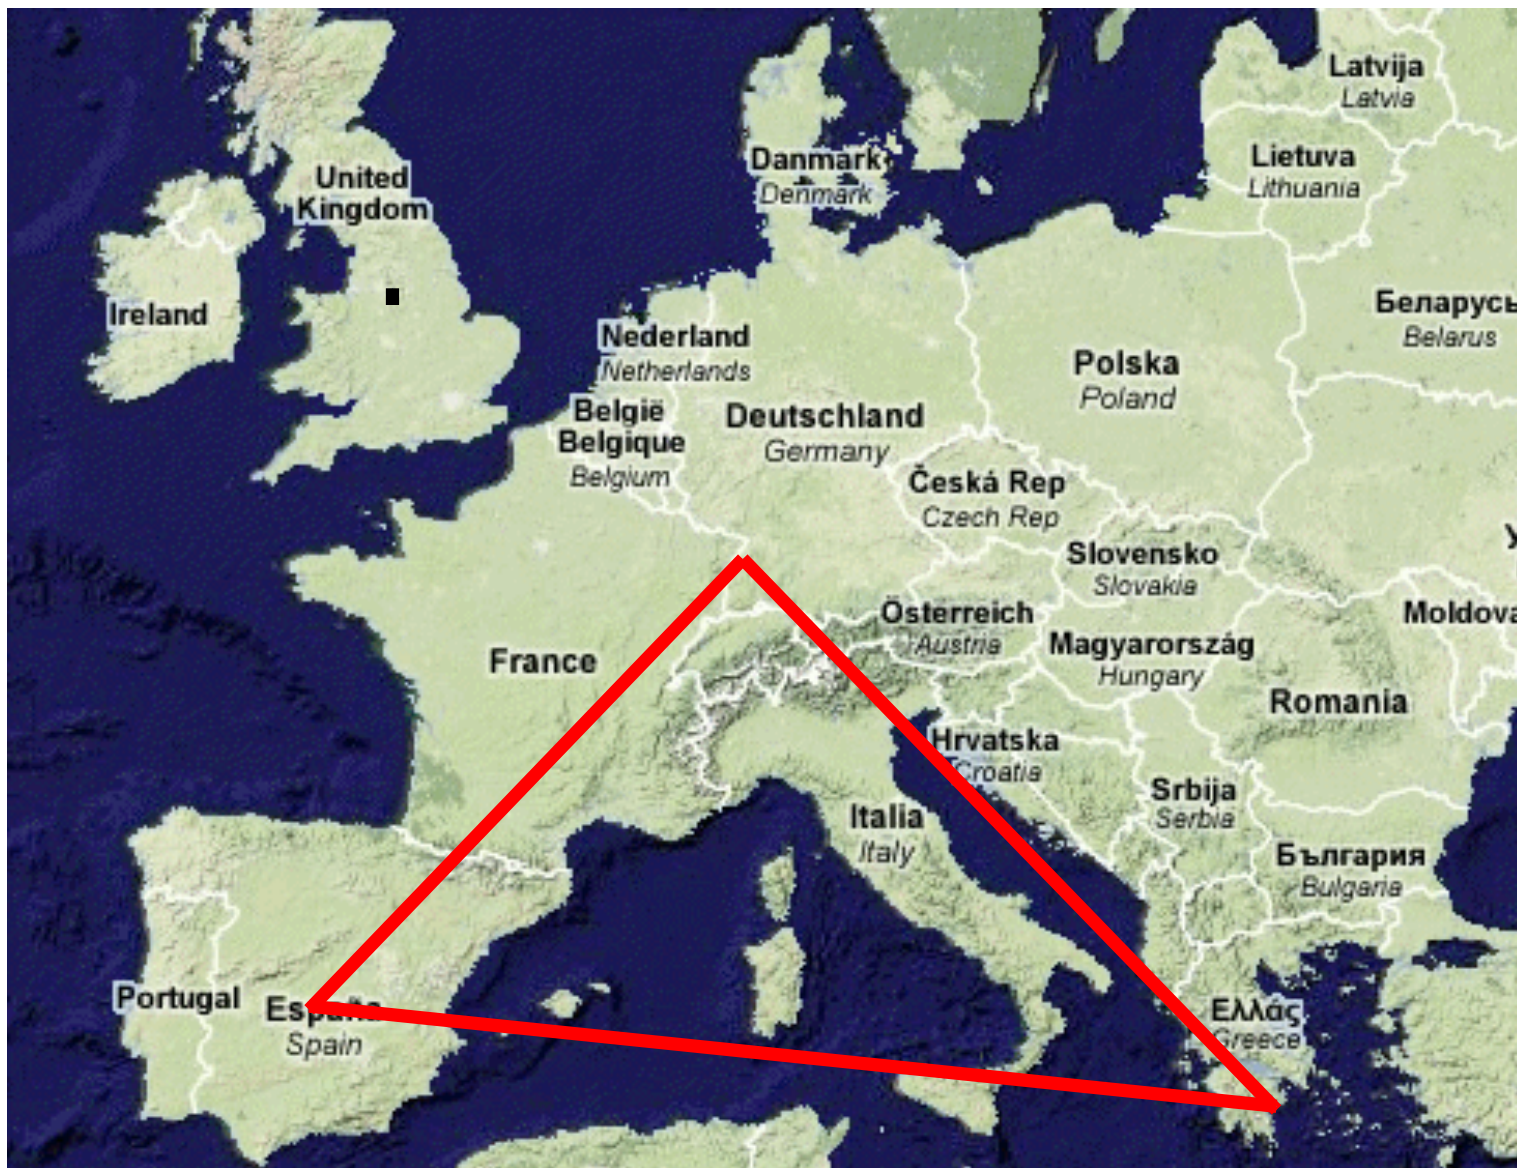 Latvija
Latvia
Danmark
Denmark
Lietuva
Lithuania
United
Kingdom
Ireland
Беларусь
Belarus
Nederland
Netherlands
Polska
Poland
België
Belgique
Belgium
Deutschland
Germany
Česká Rep
Czech Rep
Slovensko
Slovakia
Österreich
Austria
Moldova
Magyarország
Hungary
France
Romania
Hrvatska
Croatia
Srbija
Serbia
Italia
Italy
България
Bulgaria
Portugal
España
Spain
Ελλάς
Greece